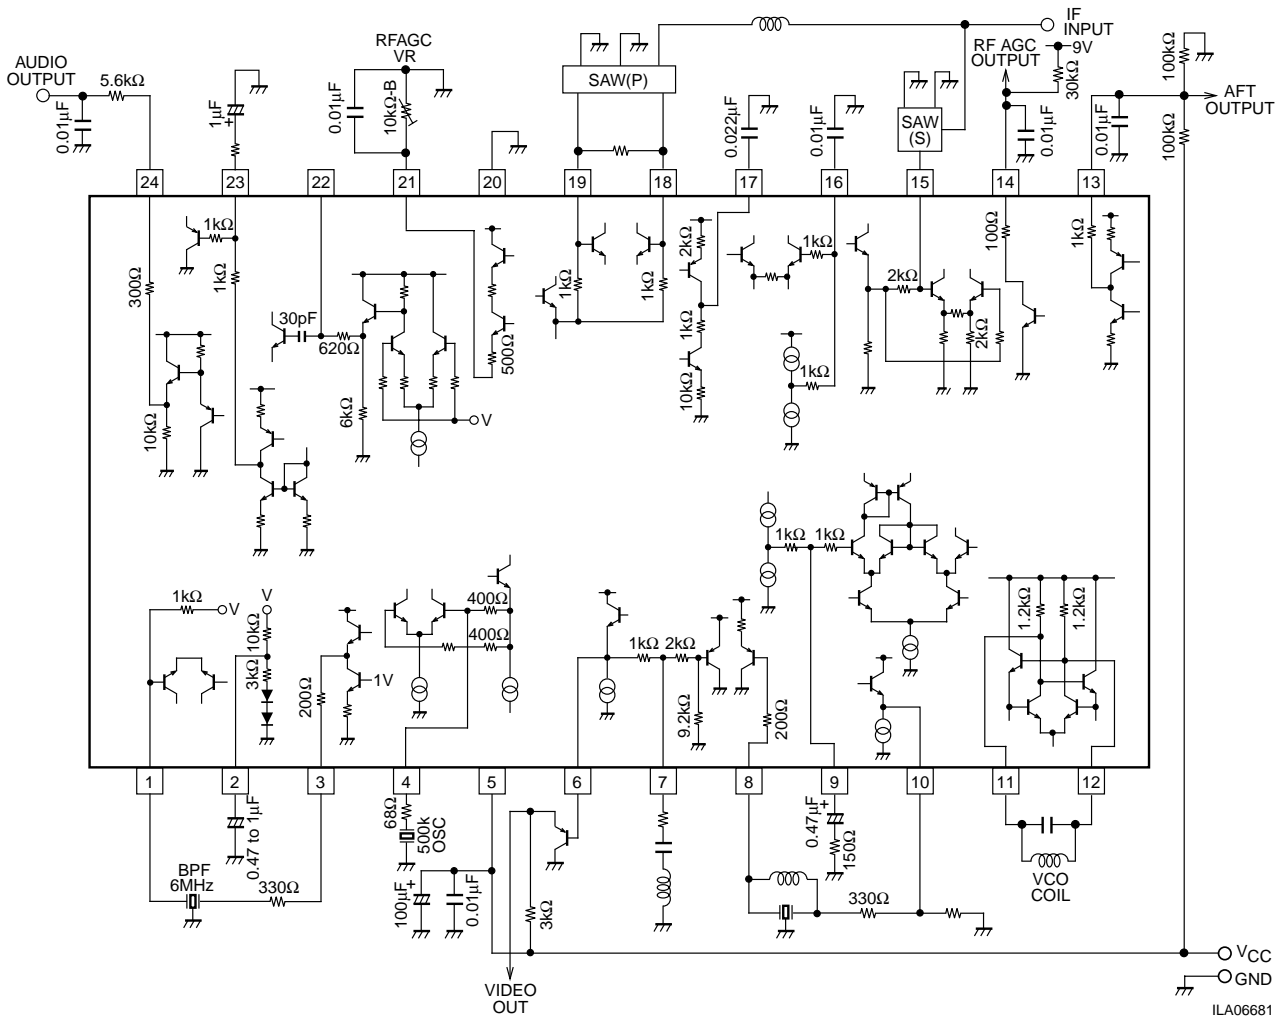 IF
INPUT
RFAGC
VR
RF AGC
OUTPUT
9V
30kΩ
100kΩ
AUDIO
OUTPUT
5.6kΩ
0.01μF
1μF
+
0.01μF
10kΩ-B
SAW(P)
0.022μF
0.01μF
SAW
(S)
0.01μF
0.01μF
100kΩ
AFT
OUTPUT
24
23
22
21
20
19
18
17
16
15
14
13
1kΩ
1kΩ
300Ω
30pF
620Ω
500Ω
1kΩ
1kΩ
2kΩ
1kΩ
1kΩ
2kΩ
100Ω
1kΩ
2kΩ
10kΩ
6kΩ
V
10kΩ
1kΩ
1kΩ
1kΩ
1kΩ
V
V
10kΩ
3kΩ
200Ω
1V
400Ω
400Ω
1kΩ
2kΩ
9.2kΩ
200Ω
1.2kΩ
1.2kΩ
1
2
3
4
5
6
7
8
9
10
11
12
0.47 to 1μF
68Ω
500k
OSC
0.47μF
+
150Ω
BPF
6MHz
330Ω
100μF
+
0.01μF
3kΩ
330Ω
VCO
COIL
VIDEO
OUT
VCC
GND
ILA06681